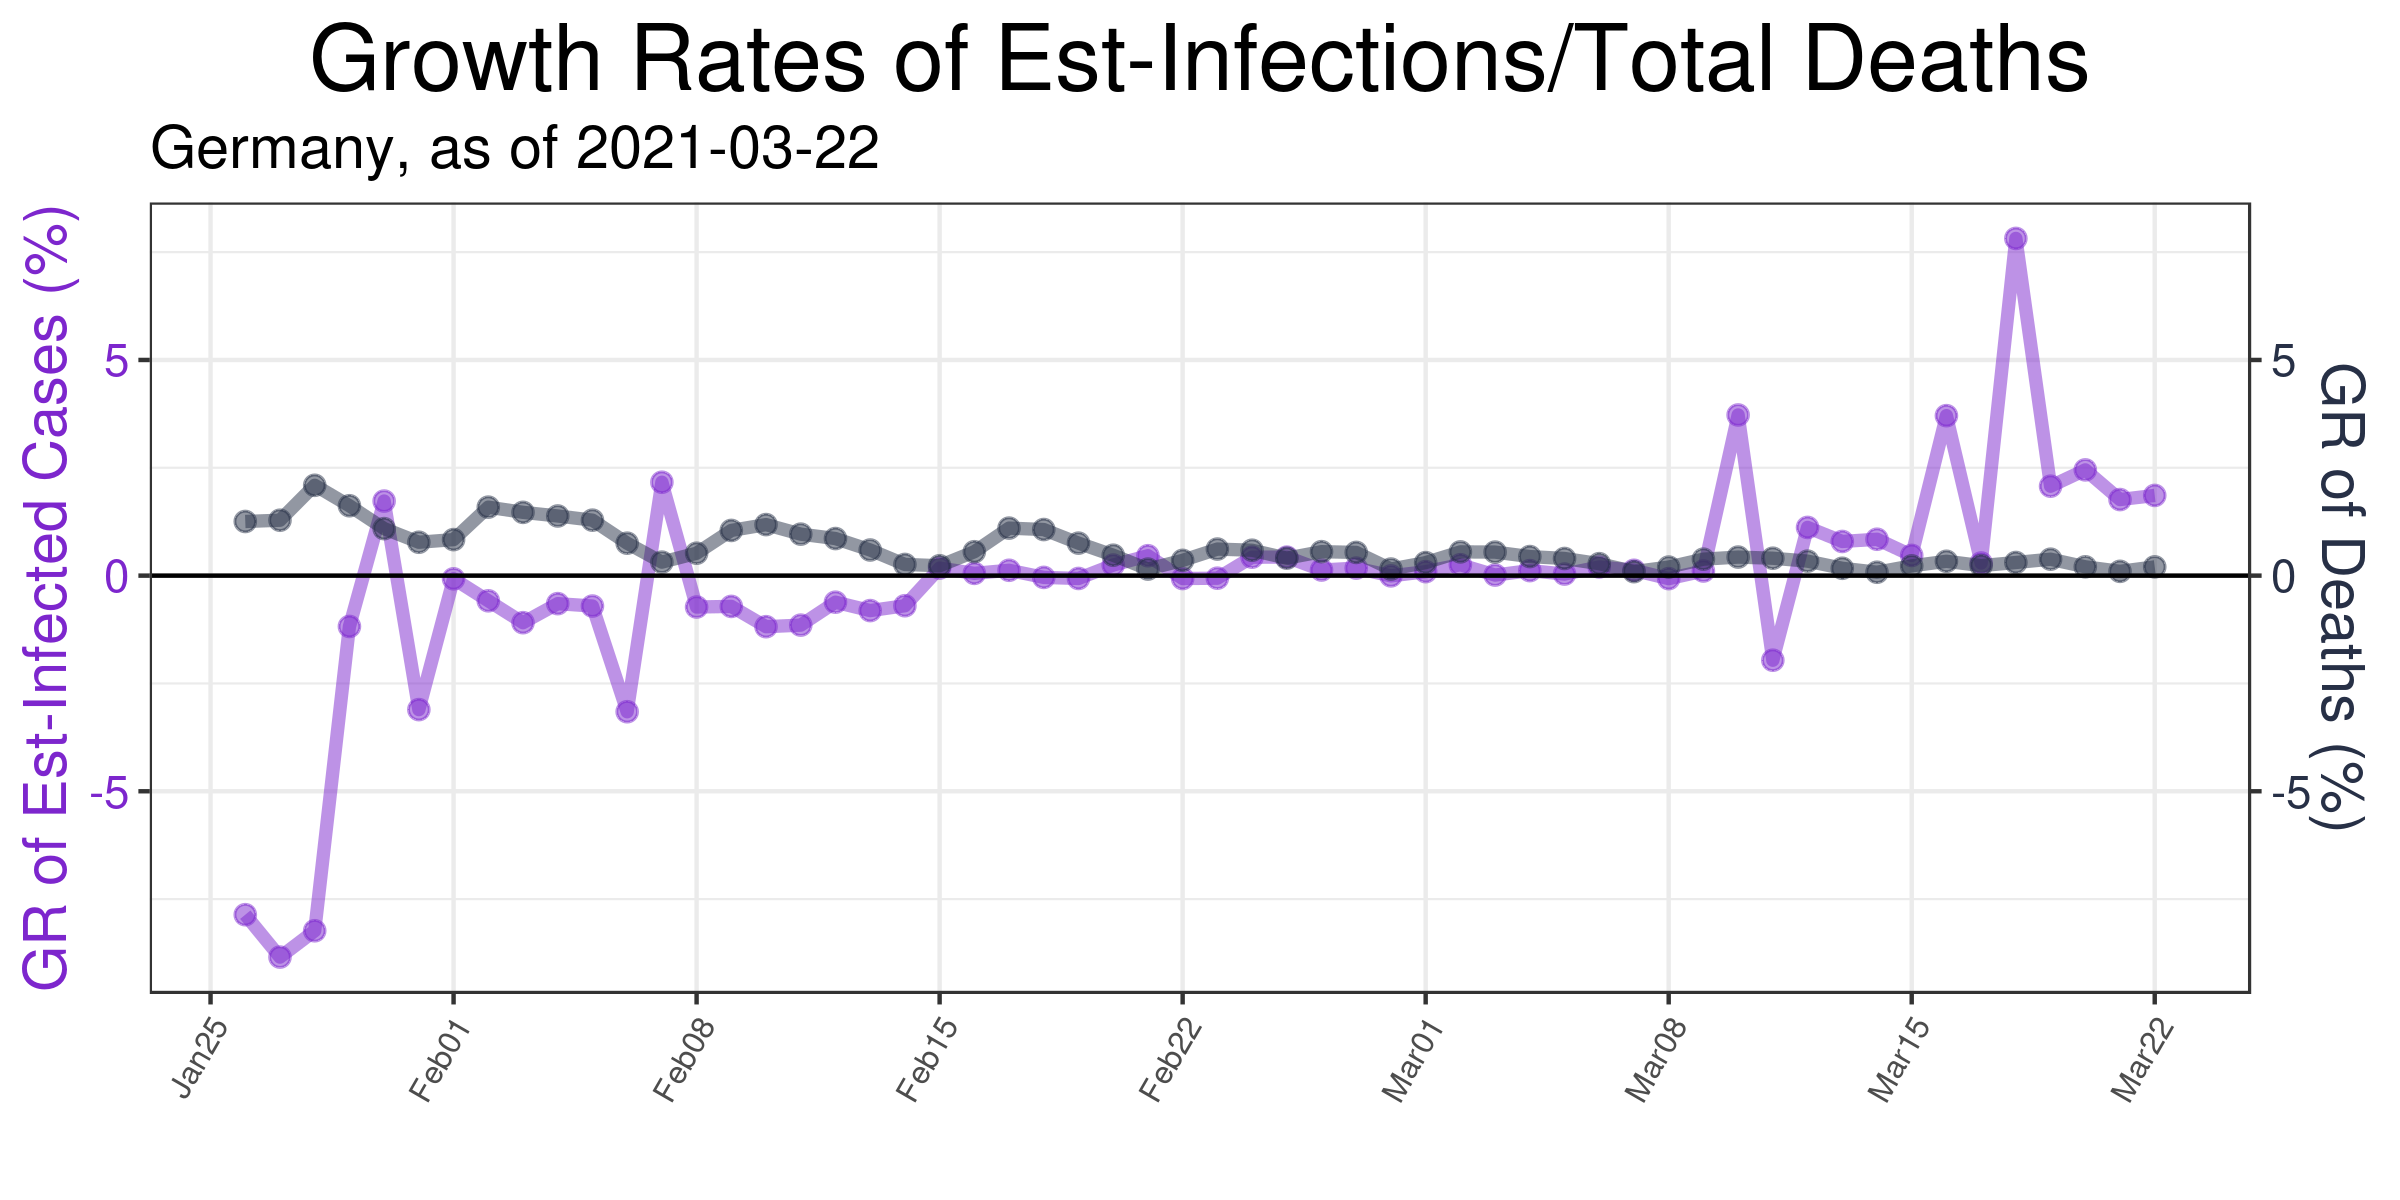 Growth Rates of Est-Infections/Total Deaths
Germany, as of 2021-03-22
GR of Est-Infected Cases (%)
5
0
-5
5
0
-5
GR of Deaths (%)
Jan25
Feb01
Feb08
Feb15
Feb22
Mar01
Mar08
Mar15
Mar22